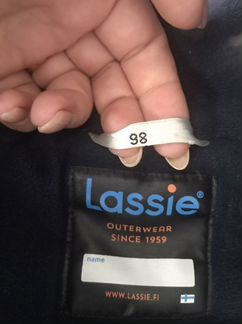 98
Lassie®
OUTERWEAR
SINCE 1959
name
WWW.LASSIE.FI